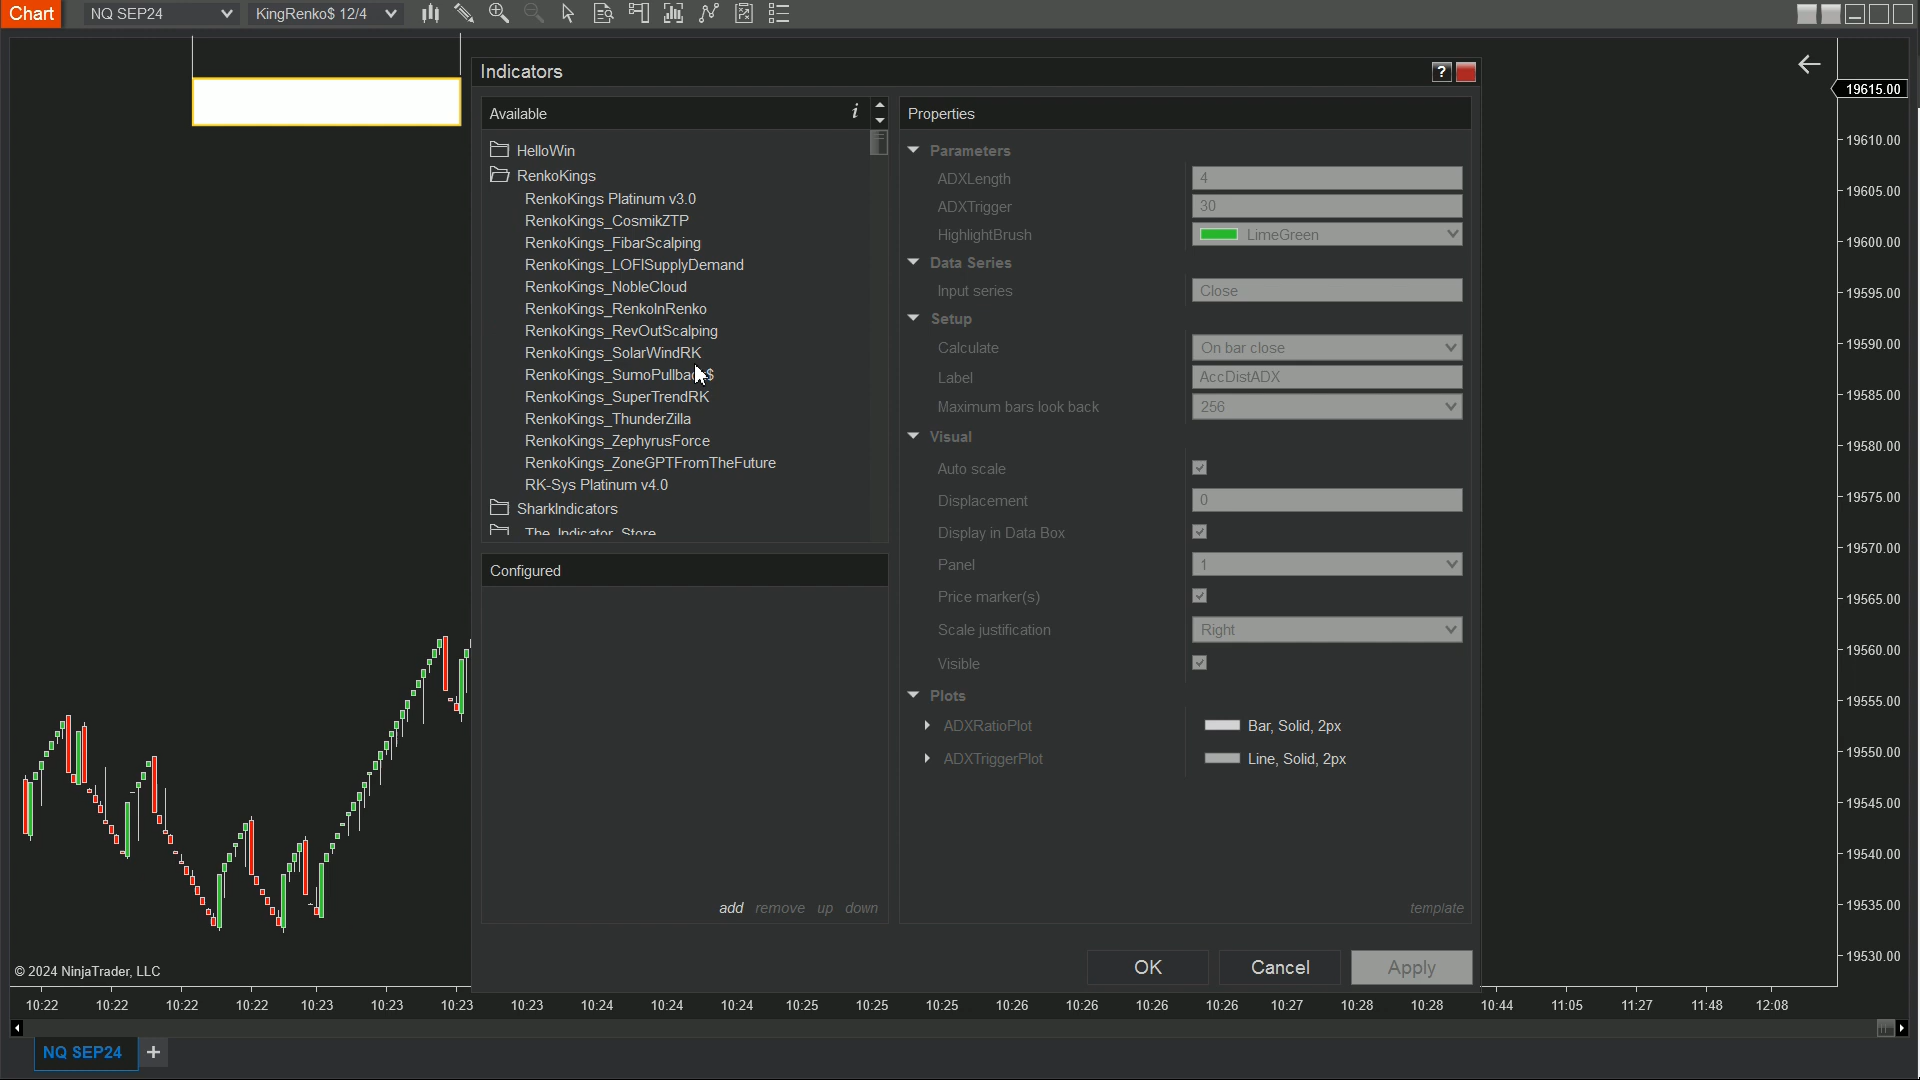 Chart
NQ SEP24
KingRenko$ 12/4
Indicators
?
Available
i
HelloWin
RenkoKings
RenkoKings Platinum v3.0
RenkoKings_CosmikZTP
RenkoKings_FibarScalping
RenkoKings_LOFISupplyDemand
RenkoKings_NobleCloud
RenkoKings_RenkoInRenko
RenkoKings_RevOutScalping
RenkoKings_SolarWindRK
RenkoKings_SuperTrendRK
RenkoKings_ThunderZilla
RenkoKings_ZephyrusForce
RenkoKings_ZoneGPTFromTheFuture
RK-Sys Platinum v4.0
SharkIndicators
The Indicator Store
Configured
add remove up down
Properties
Parameters
ADXLength 4
ADXTrigger 30
HighlightBrush LimeGreen
Data Series
Input series Close
Setup
Calculate On bar close
Label AccDistADX
Maximum bars look back 256
Visual
Auto scale
Displacement 0
Display in Data Box
Panel 1
Price marker(s)
Scale justification Right
Visible
Plots
ADXRatioPlot Bar, Solid, 2px
ADXTriggerPlot Line, Solid, 2px
template
OK Cancel Apply
19615.00
19610.00
19605.00
19600.00
19595.00
19590.00
19585.00
19580.00
19575.00
19570.00
19565.00
19560.00
19555.00
19550.00
19545.00
19540.00
19535.00
19530.00
© 2024 NinjaTrader, LLC
10:22 10:22 10:22 10:22 10:23 10:23 10:23 10:23 10:24 10:24 10:24 10:25 10:25 10:25 10:26 10:26 10:26 10:26 10:27 10:28 10:28 10:44 11:05 11:27 11:48 12:08
NQ SEP24 +